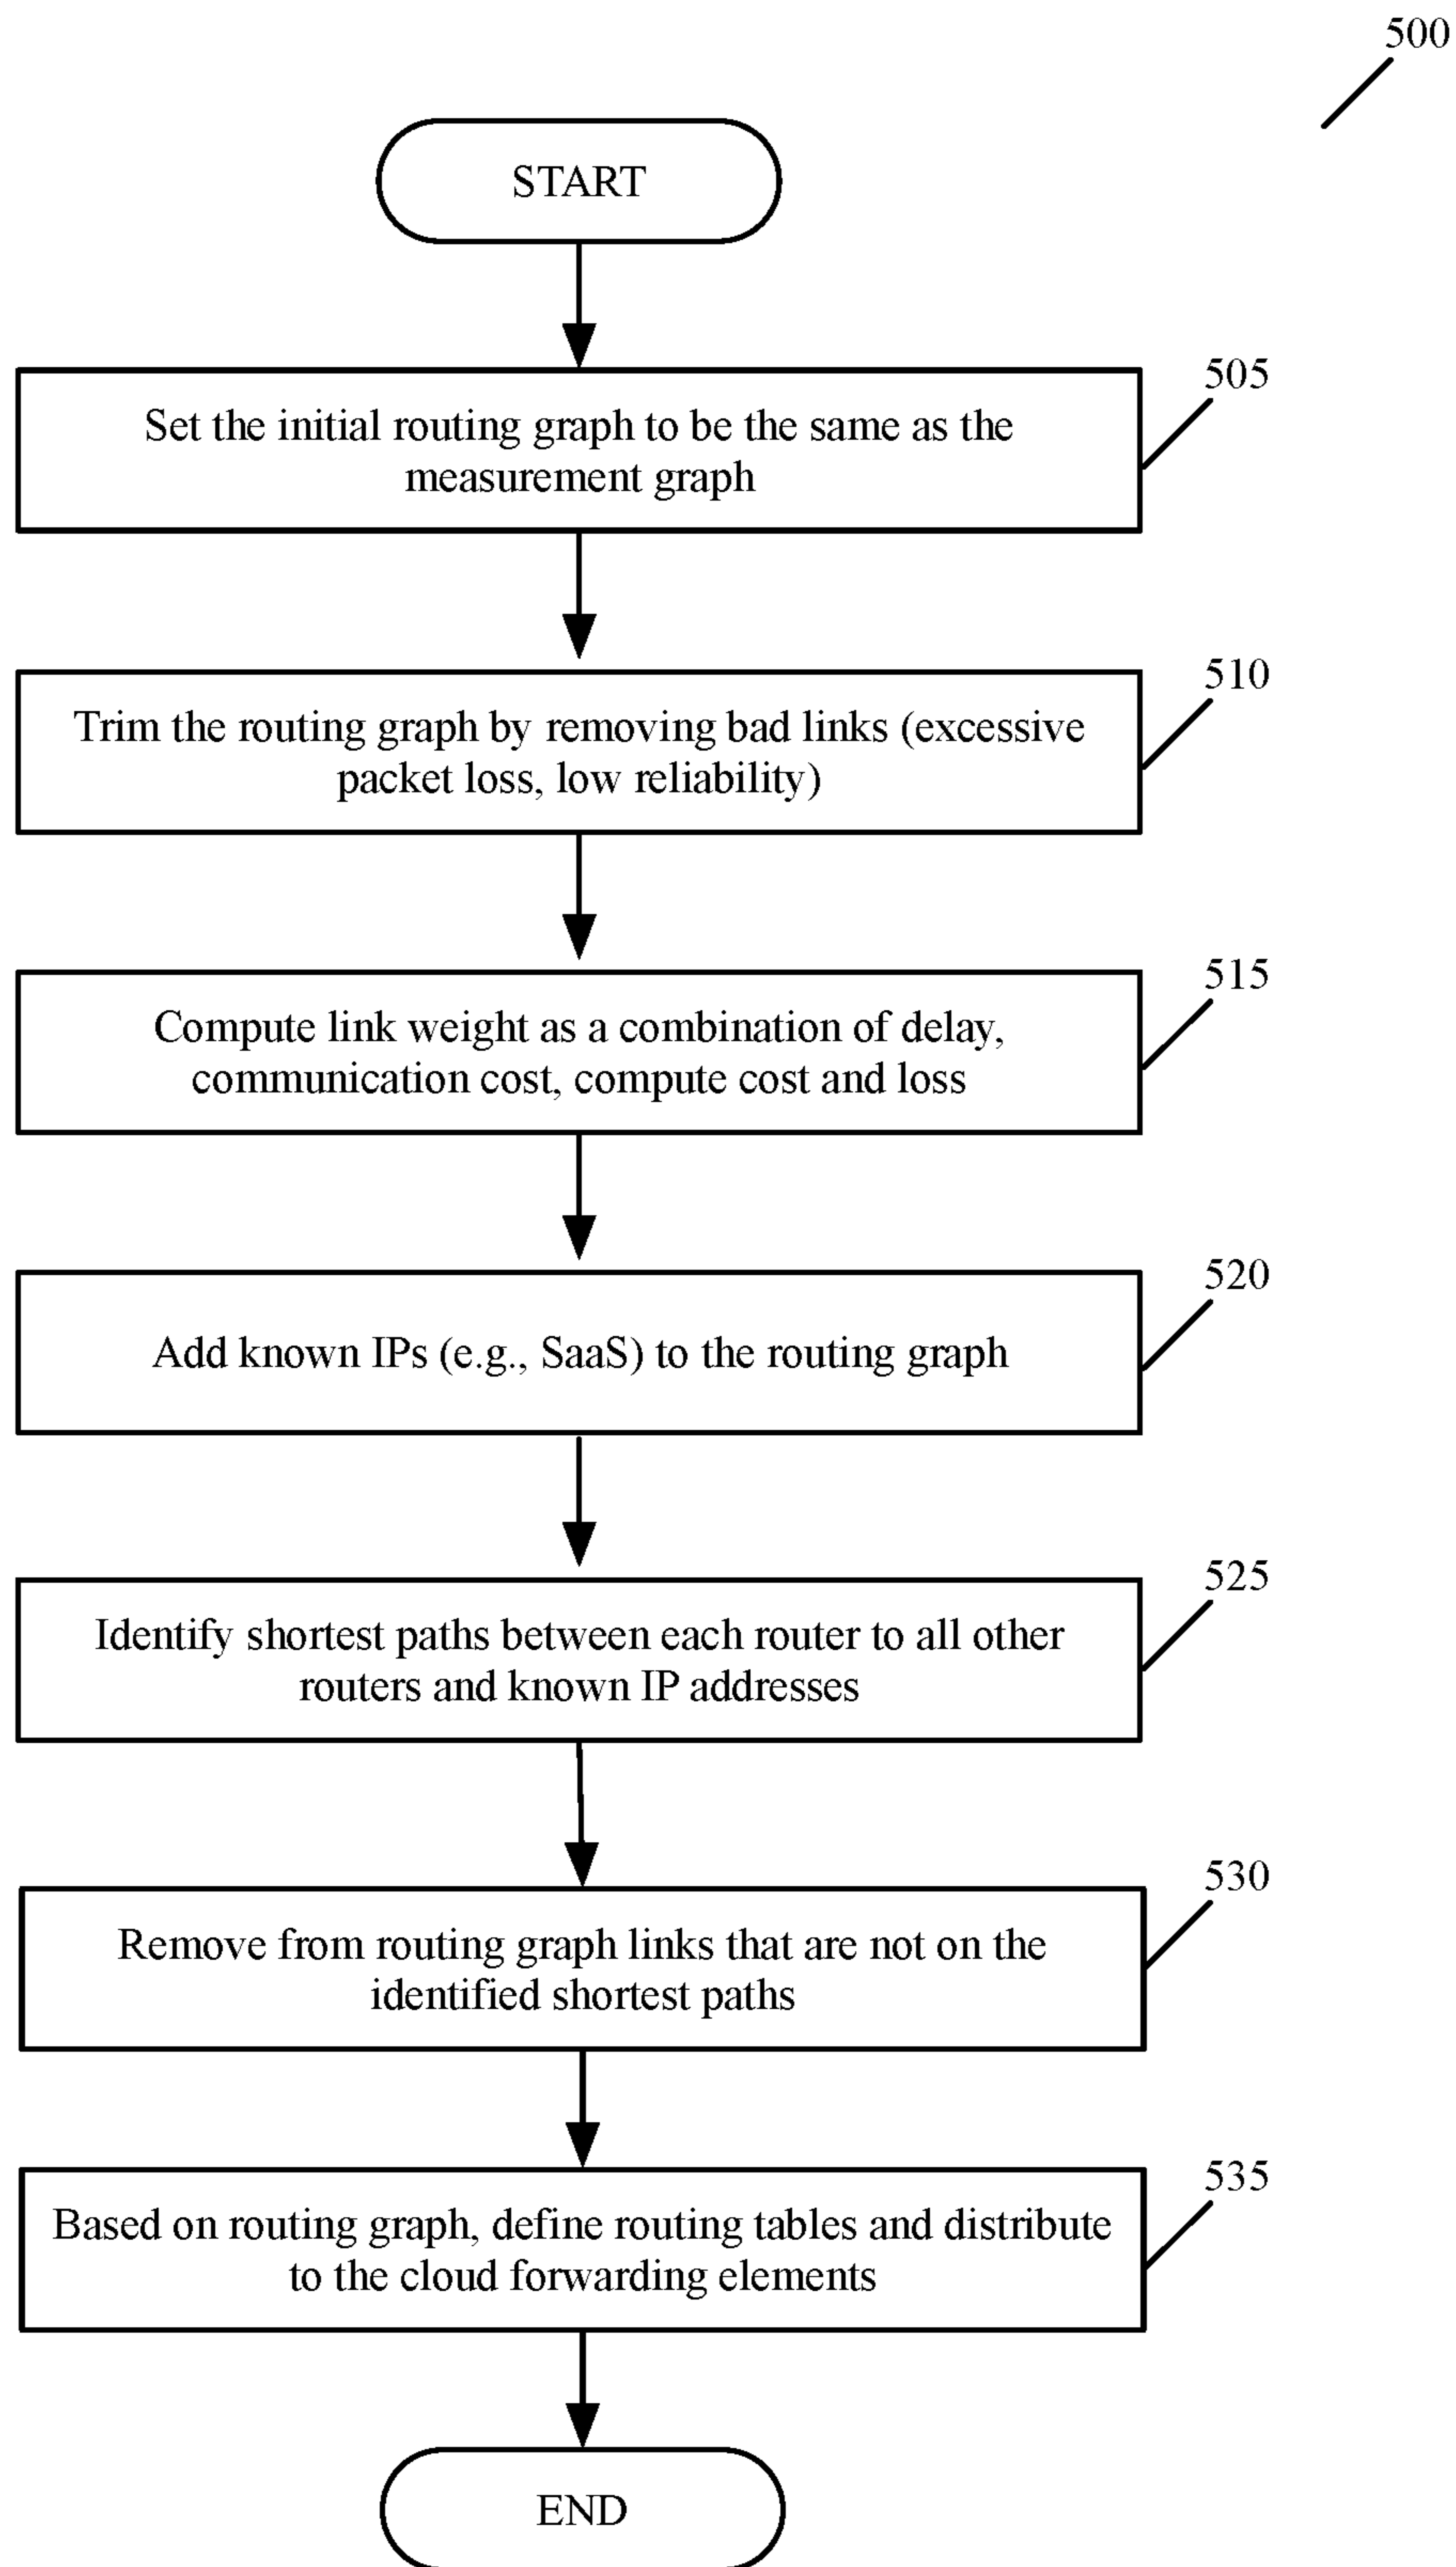 500
START
505
Set the initial routing graph to be the same as the
measurement graph
510
Trim the routing graph by removing bad links (excessive
packet loss, low reliability)
515
Compute link weight as a combination of delay,
communication cost, compute cost and loss
520
Add known IPs (e.g., SaaS) to the routing graph
525
Identify shortest paths between each router to all other
routers and known IP addresses
530
Remove from routing graph links that are not on the
identified shortest paths
535
Based on routing graph, define routing tables and distribute
to the cloud forwarding elements
END